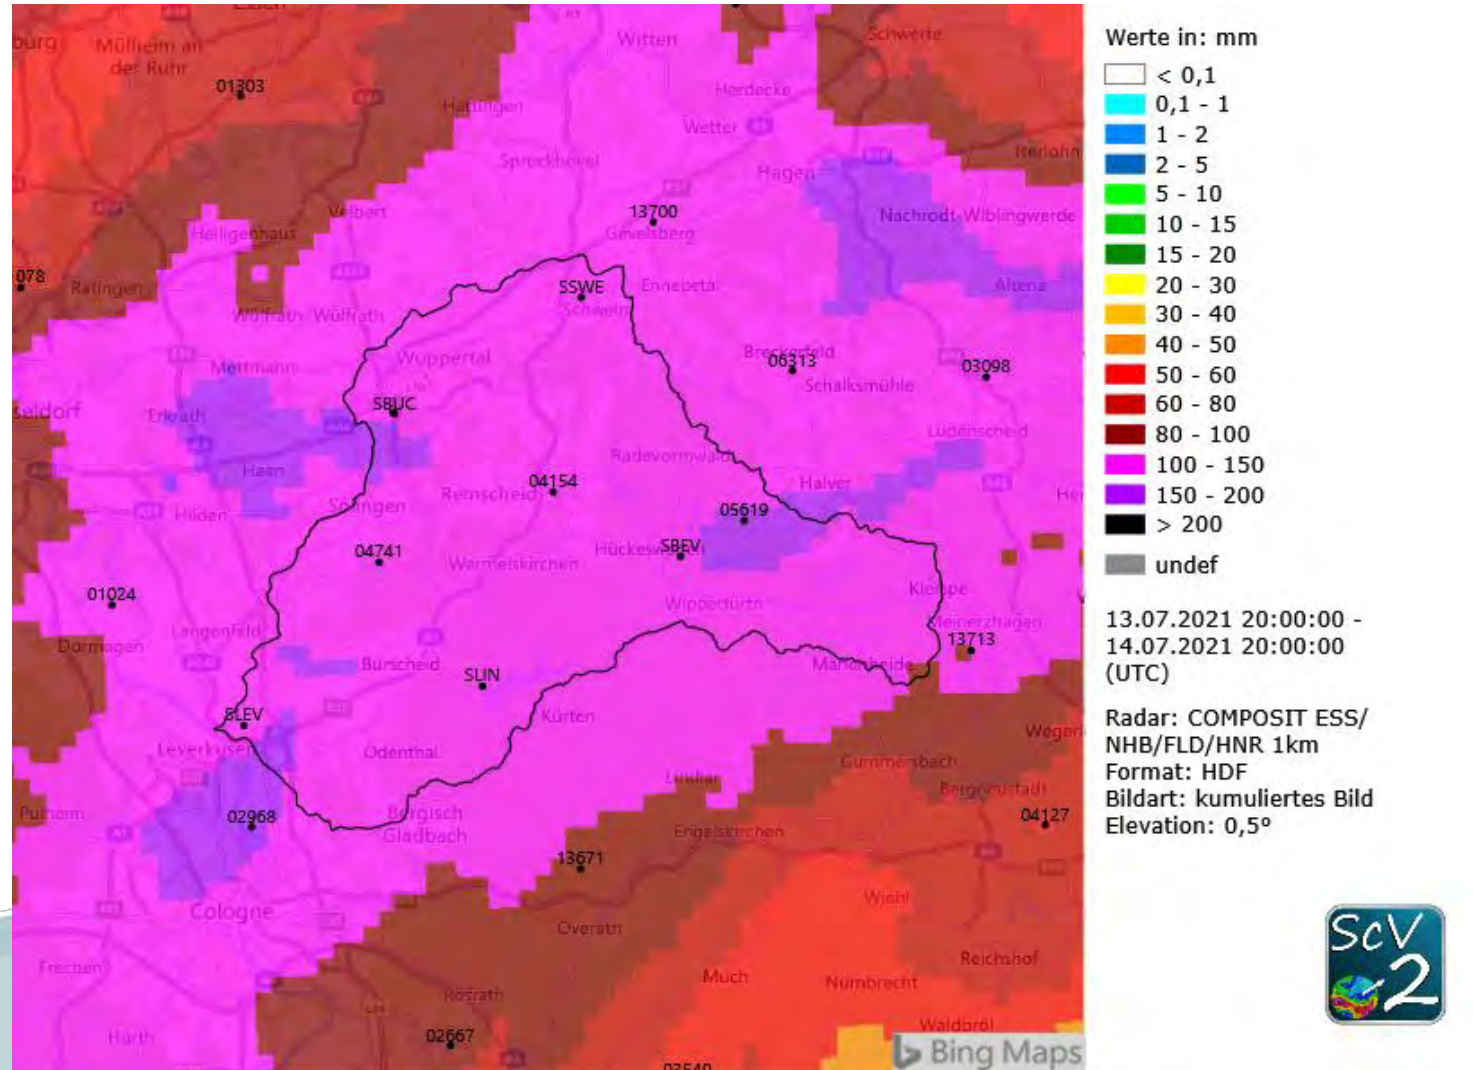 Essen
burg
Mülheim an
der Ruhr
Witten
Schwerte
01303
Hattingen
Herdecke
Wetter
Iserlohn
Sprockhövel
Hagen
Velbert
13700
Nachrodt-Wiblingwerde
Heiligenhaus
Gevelsberg
078
Ratingen
SSWE
Ennepetal
Altena
Schwelm
Wülfrath
Wülfrath
Wuppertal
Breckerfeld
06313
03098
Mettmann
Schalksmühle
seldorf
Erkrath
SBUC
Lüdenscheid
Haan
Radevormwald
04154
Remscheid
Halver
Solingen
Hilden
05619
04741
Wermelskirchen
Hückeswagen
SBEV
01024
Wipperfürth
Kierspe
Meinerzhagen
Langenfeld
Dormagen
13713
Burscheid
Marienheide
SLIN
SLEV
Kürten
Leverkusen
Odenthal
Gummersbach
Lindlar
Bergneustadt
Pulheim
02968
Bergisch
Gladbach
Engelskirchen
04127
13671
Wiehl
Cologne
Overath
Frechen
Reichshof
Much
Nümbrecht
Rösrath
Hürth
02667
Waldbröl
03540
Bing Maps
Werte in: mm
< 0,1
0,1 - 1
1 - 2
2 - 5
5 - 10
10 - 15
15 - 20
20 - 30
30 - 40
40 - 50
50 - 60
60 - 80
80 - 100
100 - 150
150 - 200
> 200
undef
13.07.2021 20:00:00 -
14.07.2021 20:00:00
(UTC)
Radar: COMPOSIT ESS/
NHB/FLD/HNR 1km
Format: HDF
Bildart: kumuliertes Bild
Elevation: 0,5º
ScV
2